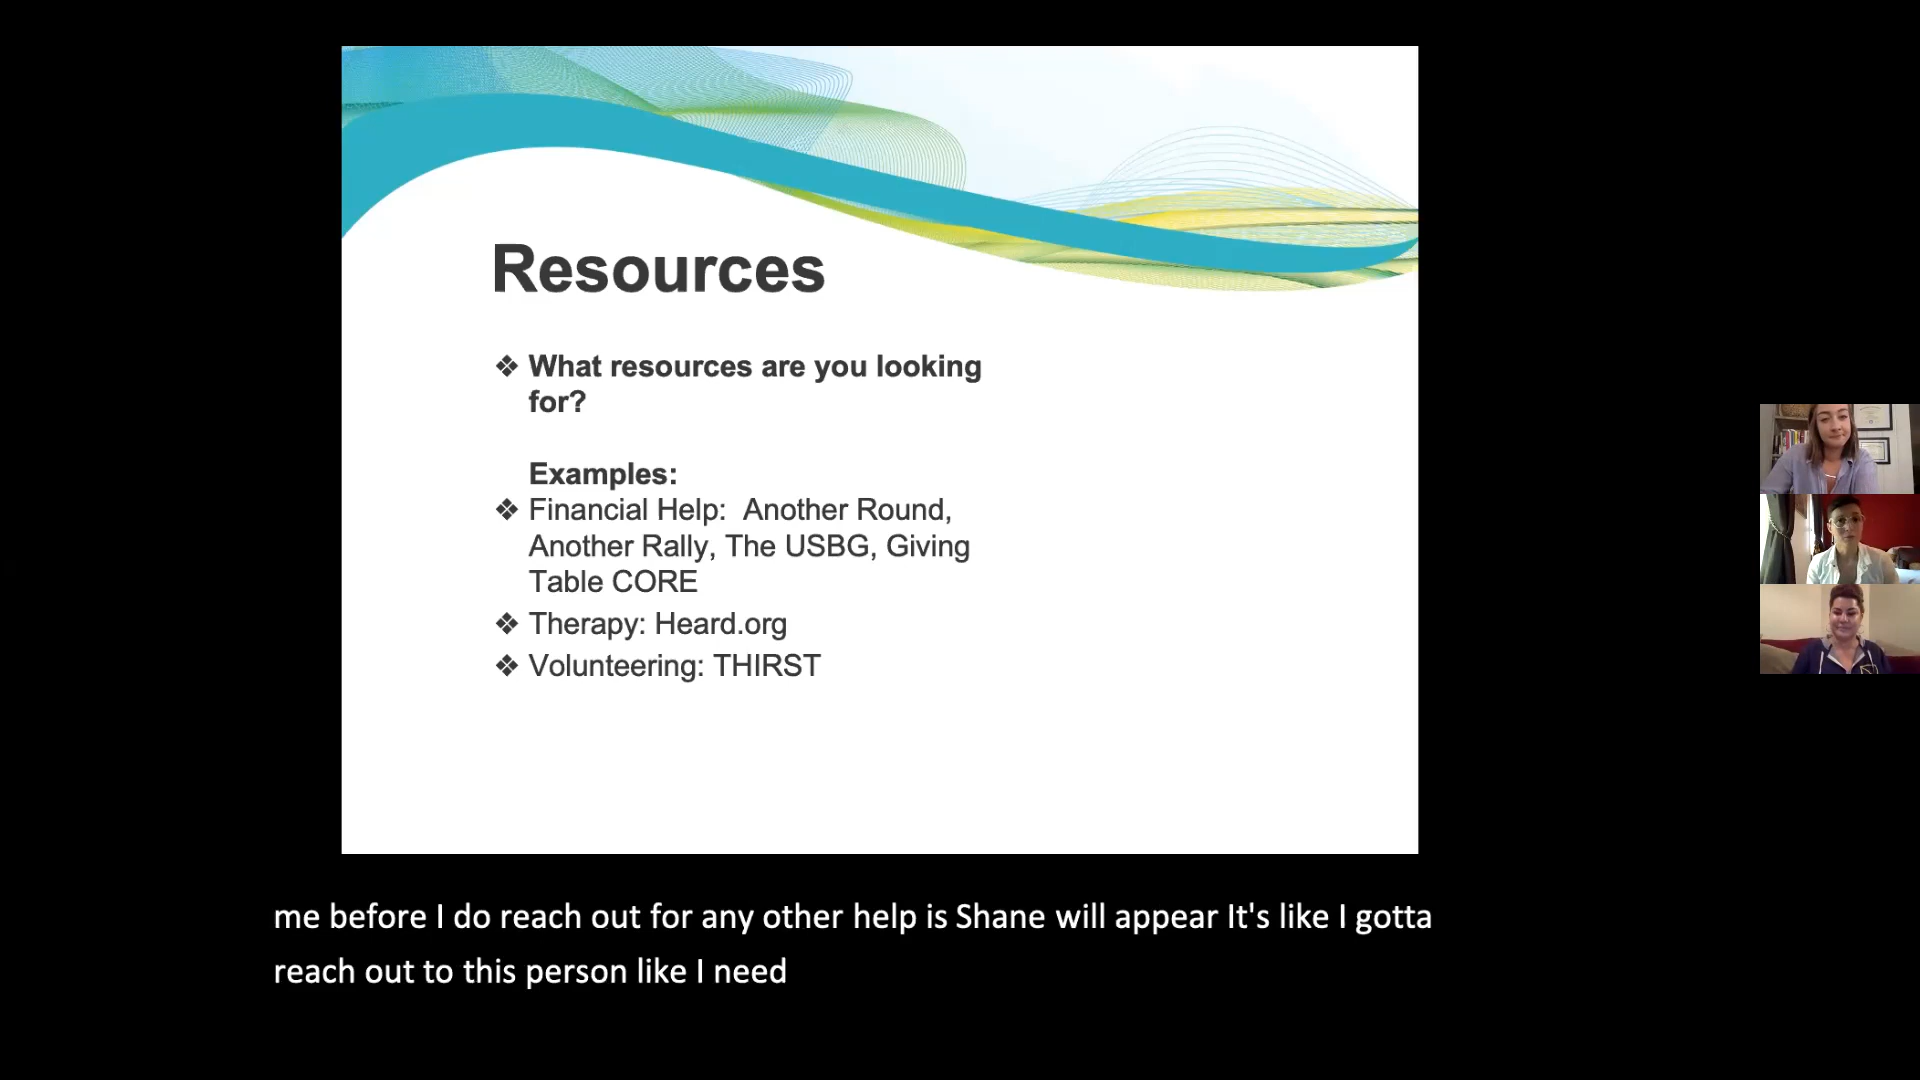 Resources
❖ What resources are you looking
for?
Examples:
❖ Financial Help:  Another Round,
Another Rally, The USBG, Giving
Table CORE
❖ Therapy: Heard.org
❖ Volunteering: THIRST
me before I do reach out for any other help is Shane will appear It's like I gotta
reach out to this person like I need